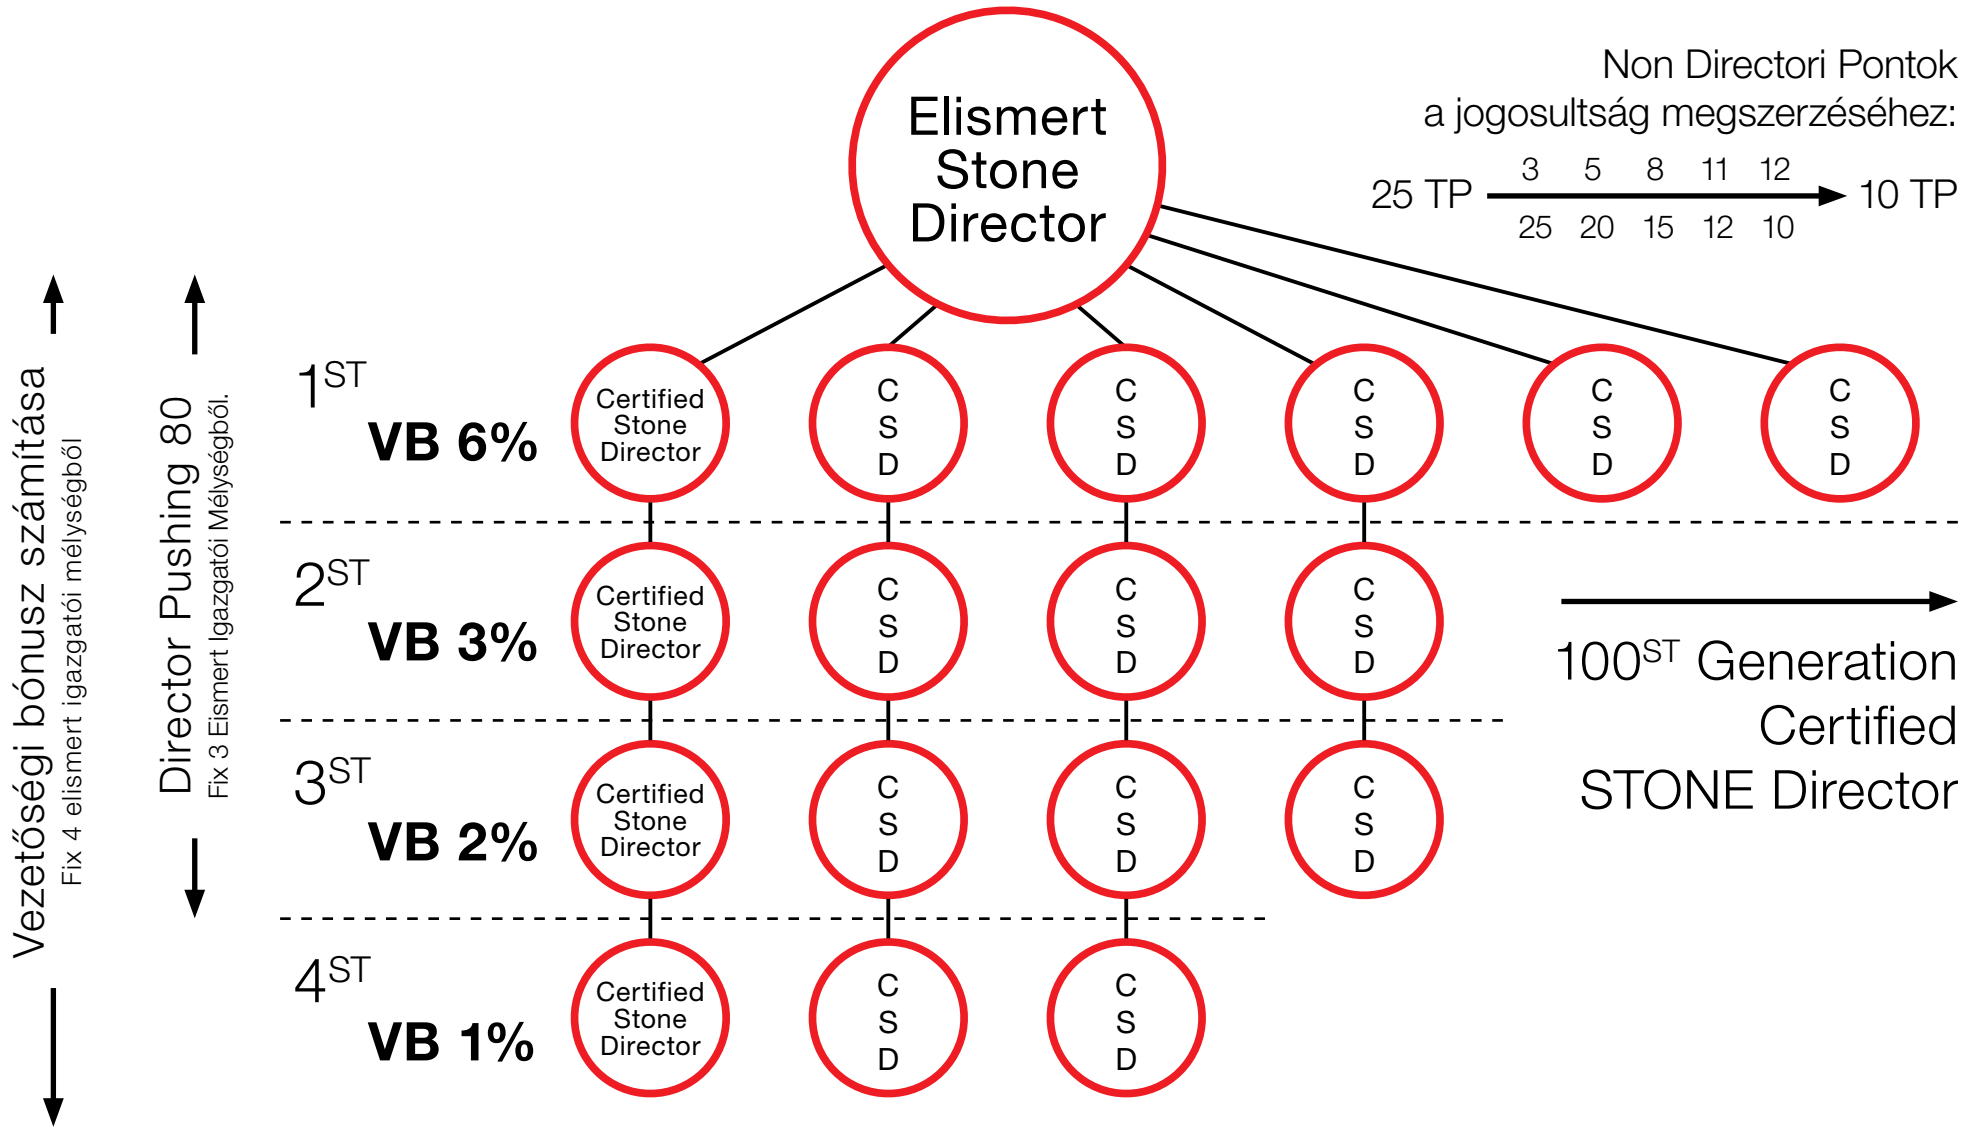 Elismert
Stone
Director
Non Directori Pontok
a jogosultság megszerzéséhez:
3 5 8 11 12
25 TP 10 TP
25 20 15 12 10
Vezetőségi bónusz számítása
Fix 4 elismert igazgatói mélységből
Director Pushing 80
Fix 3 Eismert Igazgatói Mélységből.
1ST
VB 6%
Certified
Stone
Director
C
S
D
C
S
D
C
S
D
C
S
D
C
S
D
2ST
VB 3%
Certified
Stone
Director
C
S
D
C
S
D
C
S
D
100ST Generation
Certified
STONE Director
3ST
VB 2%
Certified
Stone
Director
C
S
D
C
S
D
C
S
D
4ST
VB 1%
Certified
Stone
Director
C
S
D
C
S
D